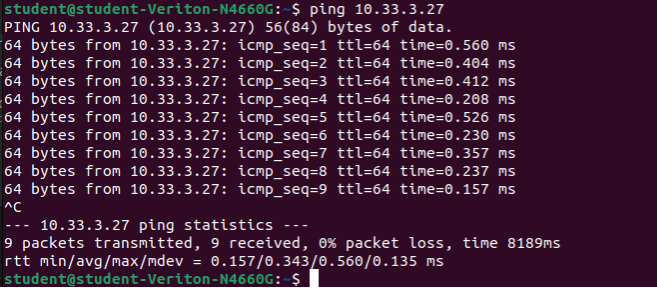 student@student-Veriton-N4660G:~$ ping 10.33.3.27
PING 10.33.3.27 (10.33.3.27) 56(84) bytes of data.
64 bytes from 10.33.3.27: icmp_seq=1 ttl=64 time=0.560 ms
64 bytes from 10.33.3.27: icmp_seq=2 ttl=64 time=0.404 ms
64 bytes from 10.33.3.27: icmp_seq=3 ttl=64 time=0.412 ms
64 bytes from 10.33.3.27: icmp_seq=4 ttl=64 time=0.208 ms
64 bytes from 10.33.3.27: icmp_seq=5 ttl=64 time=0.526 ms
64 bytes from 10.33.3.27: icmp_seq=6 ttl=64 time=0.230 ms
64 bytes from 10.33.3.27: icmp_seq=7 ttl=64 time=0.357 ms
64 bytes from 10.33.3.27: icmp_seq=8 ttl=64 time=0.237 ms
64 bytes from 10.33.3.27: icmp_seq=9 ttl=64 time=0.157 ms
^C
--- 10.33.3.27 ping statistics ---
9 packets transmitted, 9 received, 0% packet loss, time 8189ms
rtt min/avg/max/mdev = 0.157/0.343/0.560/0.135 ms
student@student-Veriton-N4660G:~$